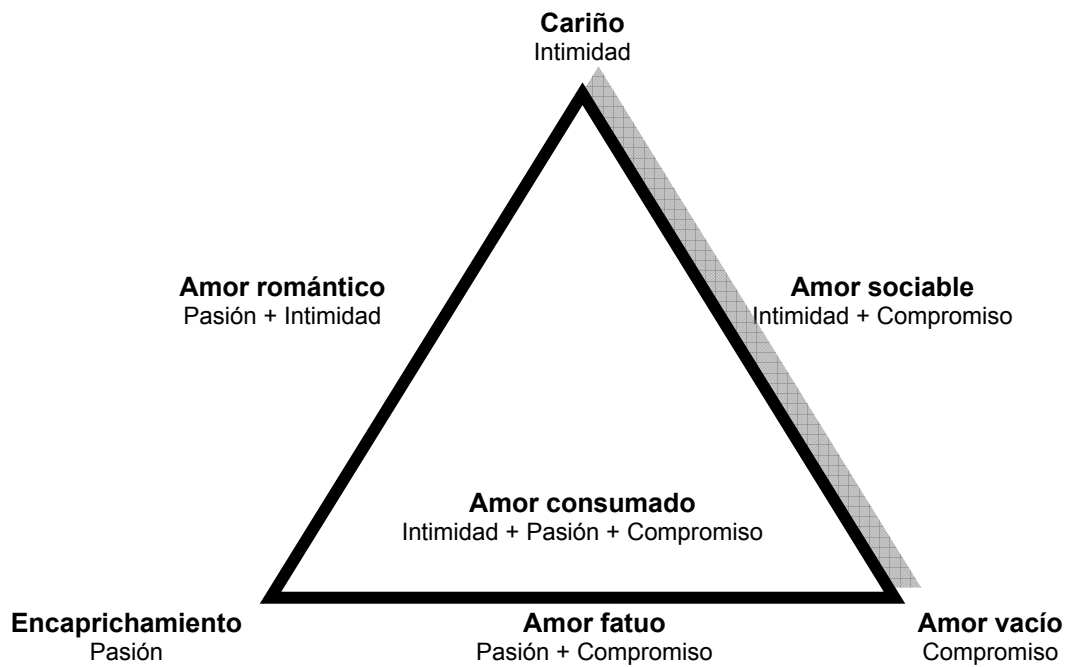 Cariño
Intimidad
Amor romántico
Pasión + Intimidad
Amor sociable
Intimidad + Compromiso
Amor consumado
Intimidad + Pasión + Compromiso
Encaprichamiento
Pasión
Amor fatuo
Pasión + Compromiso
Amor vacío
Compromiso